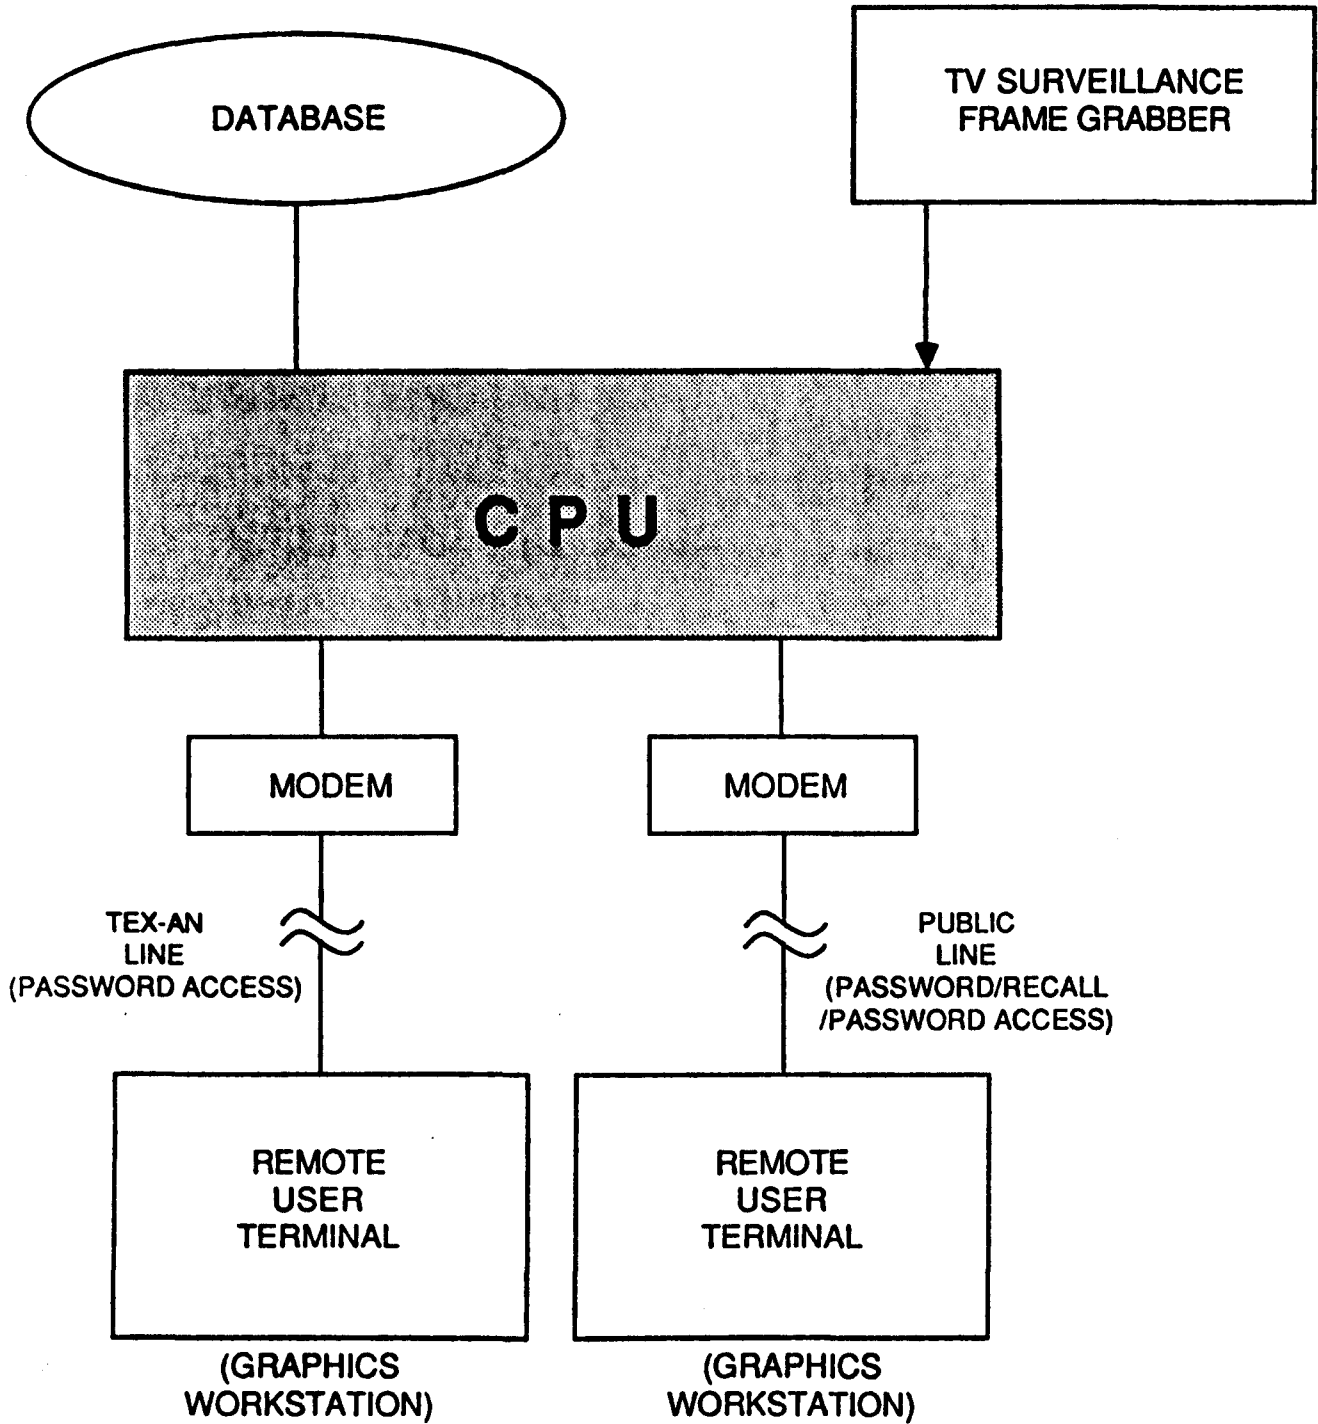 DATABASE
TV SURVEILLANCE
FRAME GRABBER
CPU
MODEM
MODEM
TEX-AN
LINE
(PASSWORD ACCESS)
PUBLIC
LINE
(PASSWORD/RECALL
/PASSWORD ACCESS)
REMOTE
USER
TERMINAL
REMOTE
USER
TERMINAL
(GRAPHICS
WORKSTATION)
(GRAPHICS
WORKSTATION)